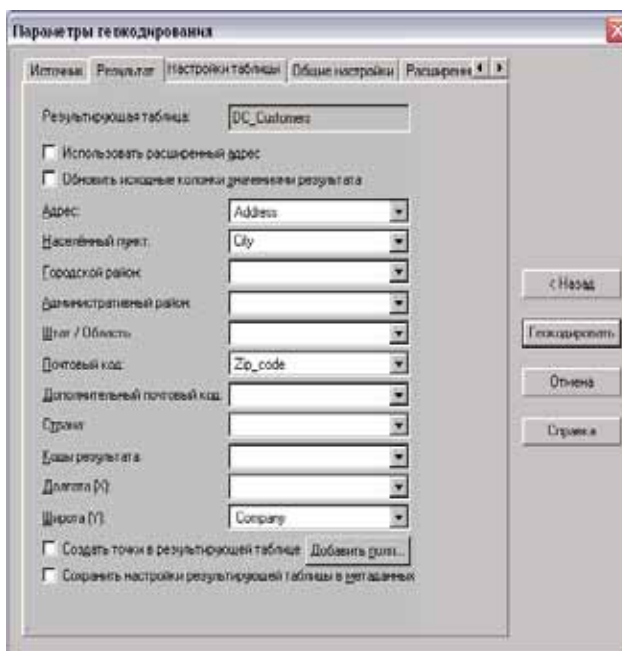 Параметры геокодирования
Источник Результат Настройки таблицы Общие настройки Расширенн
Результирующая таблица: DC_Customers
Использовать расширенный адрес
Обновить исходные колонки значениями результата
Адрес: Address
Населённый пункт: City
Городской район:
Административный район:
Штат / Область:
Почтовый код: Zip_code
Дополнительный почтовый код:
Страна:
Коды результата:
Долгота (X):
Широта (Y): Company
Создать точки в результирующей таблице Добавить поля...
Сохранить настройки результирующей таблицы в метаданных
< Назад
Геокодировать
Отмена
Справка